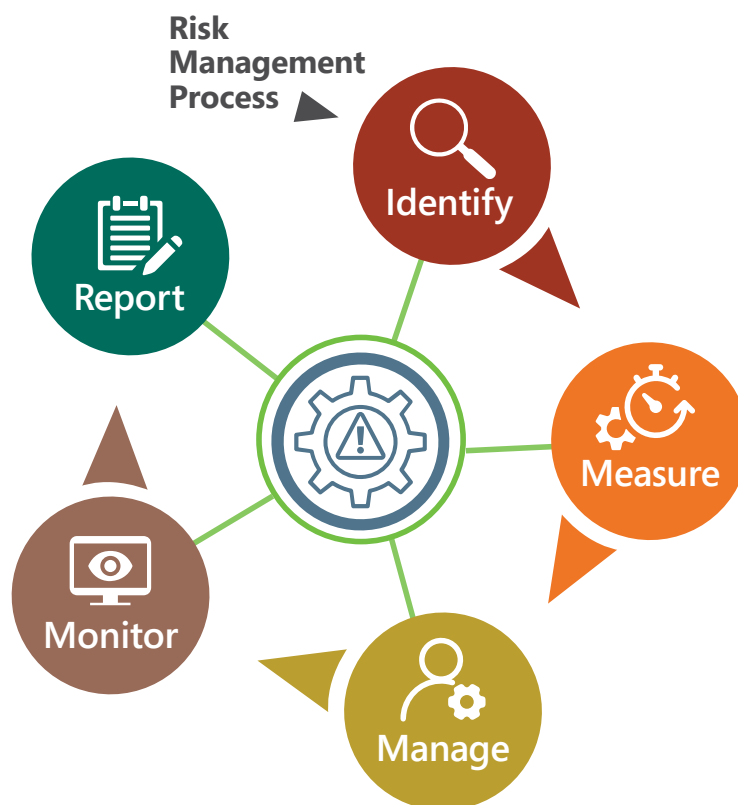 Risk
Management
Process
Identify
Measure
Manage
Monitor
Report